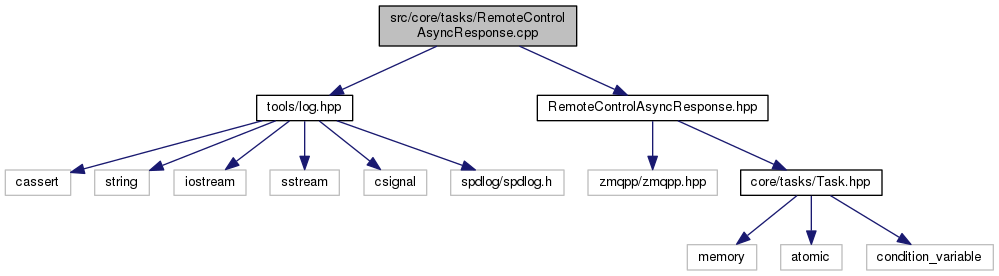 src/core/tasks/RemoteControl
AsyncResponse.cpp
tools/log.hpp
RemoteControlAsyncResponse.hpp
cassert
string
iostream
sstream
csignal
spdlog/spdlog.h
zmqpp/zmqpp.hpp
core/tasks/Task.hpp
memory
atomic
condition_variable